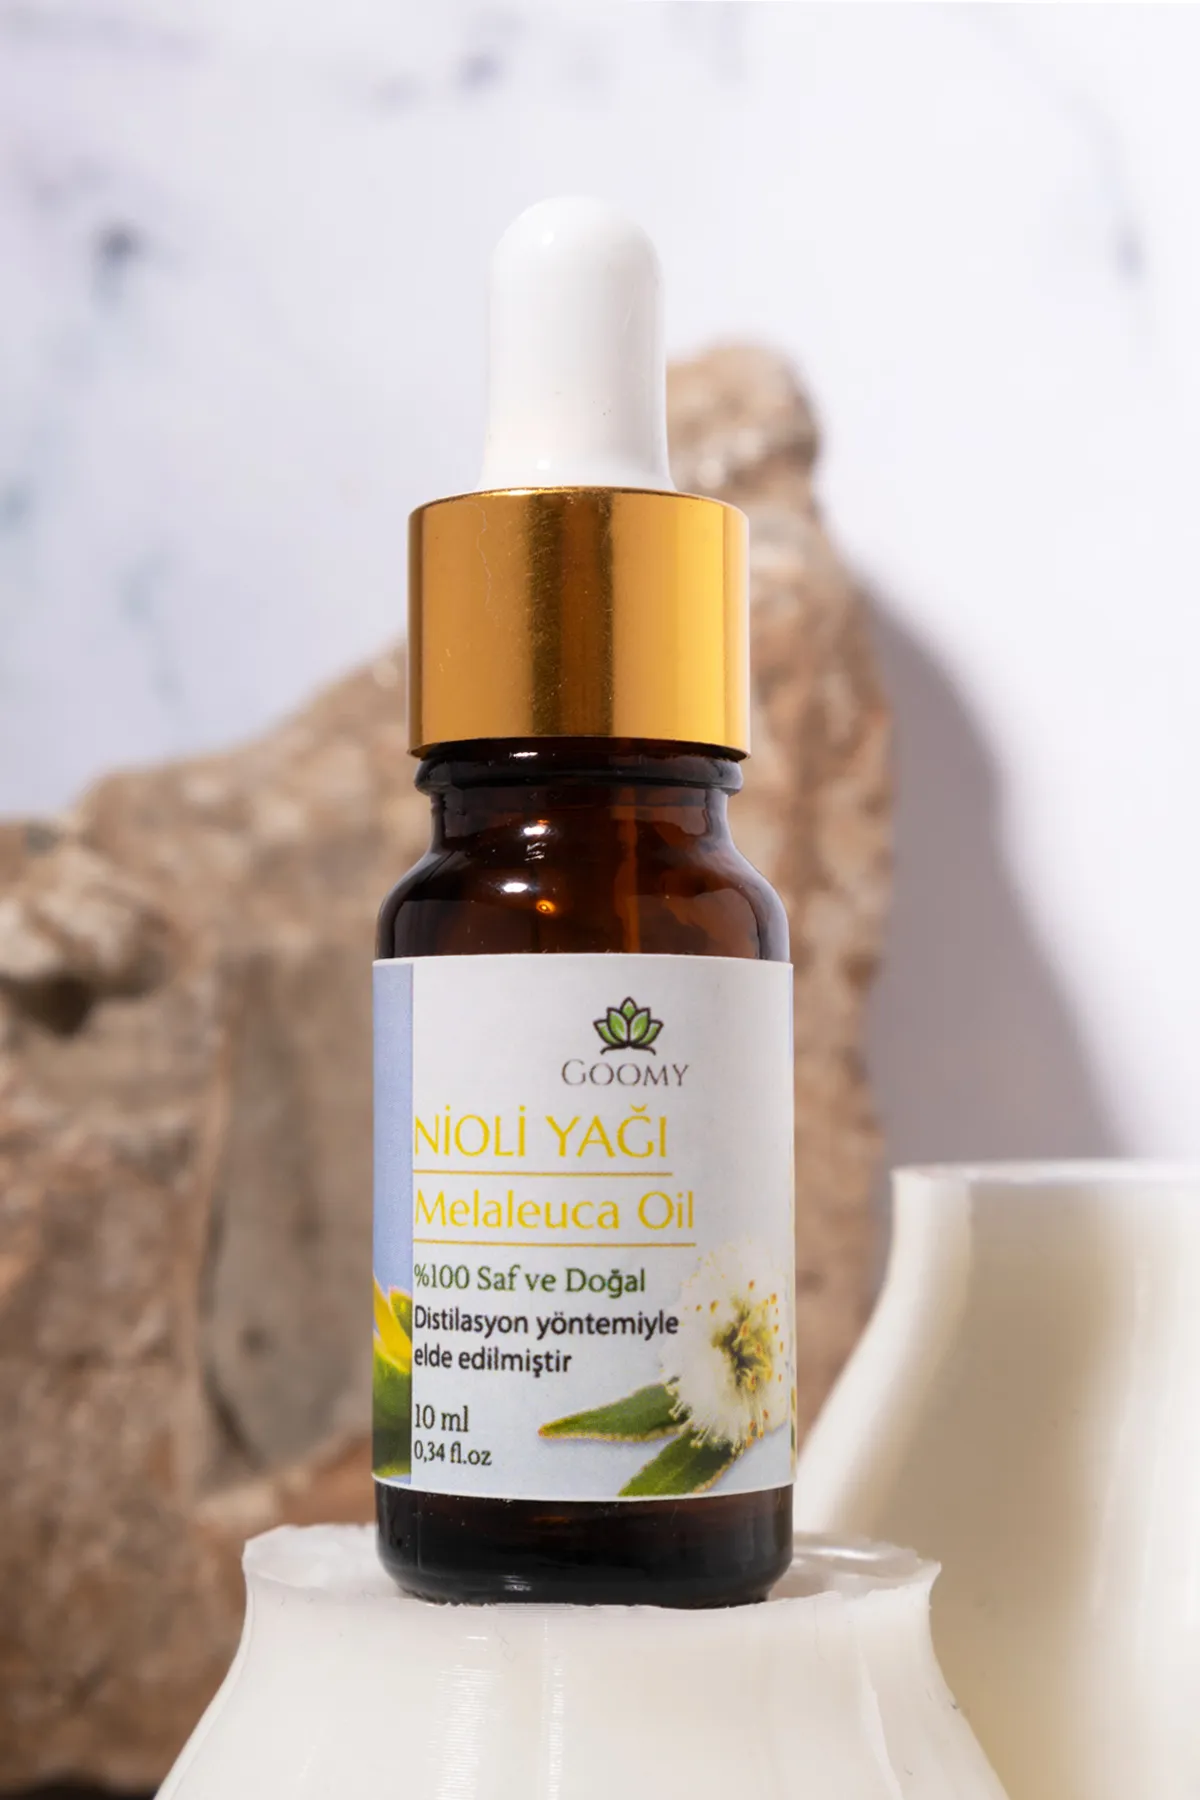 GOOMY
NİOLİ YAĞI
Melaleuca Oil
%100 Saf ve Doğal
Distilasyon yöntemiyle
elde edilmiştir
10 ml
0,34 fl.oz